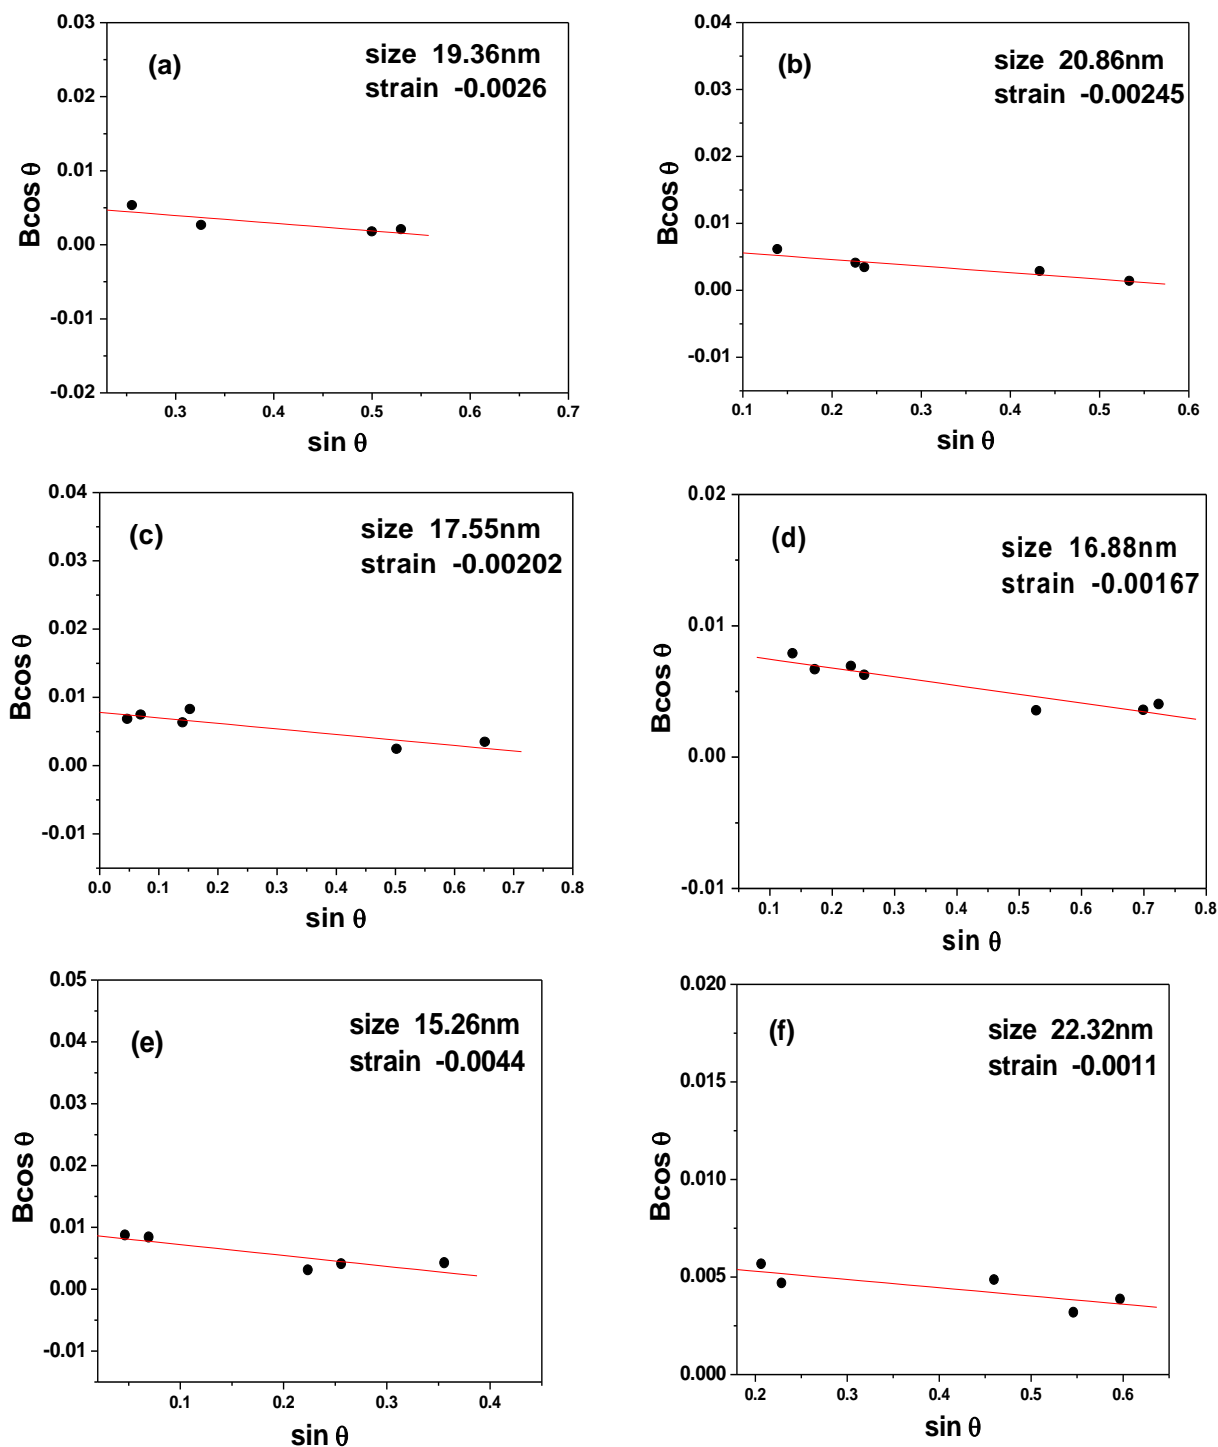 (a)
size 19.36nm
strain -0.0026
0.03
0.02
0.01
0.00
-0.01
-0.02
Bcos θ
0.3 0.4 0.5 0.6 0.7
sin θ
(b)
size 20.86nm
strain -0.00245
0.04
0.03
0.02
0.01
0.00
-0.01
Bcos θ
0.1 0.2 0.3 0.4 0.5 0.6
sin θ
(c)
size 17.55nm
strain -0.00202
0.04
0.03
0.02
0.01
0.00
-0.01
Bcos θ
0.0 0.1 0.2 0.3 0.4 0.5 0.6 0.7 0.8
sin θ
(d)
size 16.88nm
strain -0.00167
0.02
0.01
0.00
-0.01
Bcos θ
0.1 0.2 0.3 0.4 0.5 0.6 0.7 0.8
sin θ
(e)
size 15.26nm
strain -0.0044
0.05
0.04
0.03
0.02
0.01
0.00
-0.01
Bcos θ
0.1 0.2 0.3 0.4
sin θ
(f)
size 22.32nm
strain -0.0011
0.020
0.015
0.010
0.005
0.000
Bcos θ
0.2 0.3 0.4 0.5 0.6
sin θ